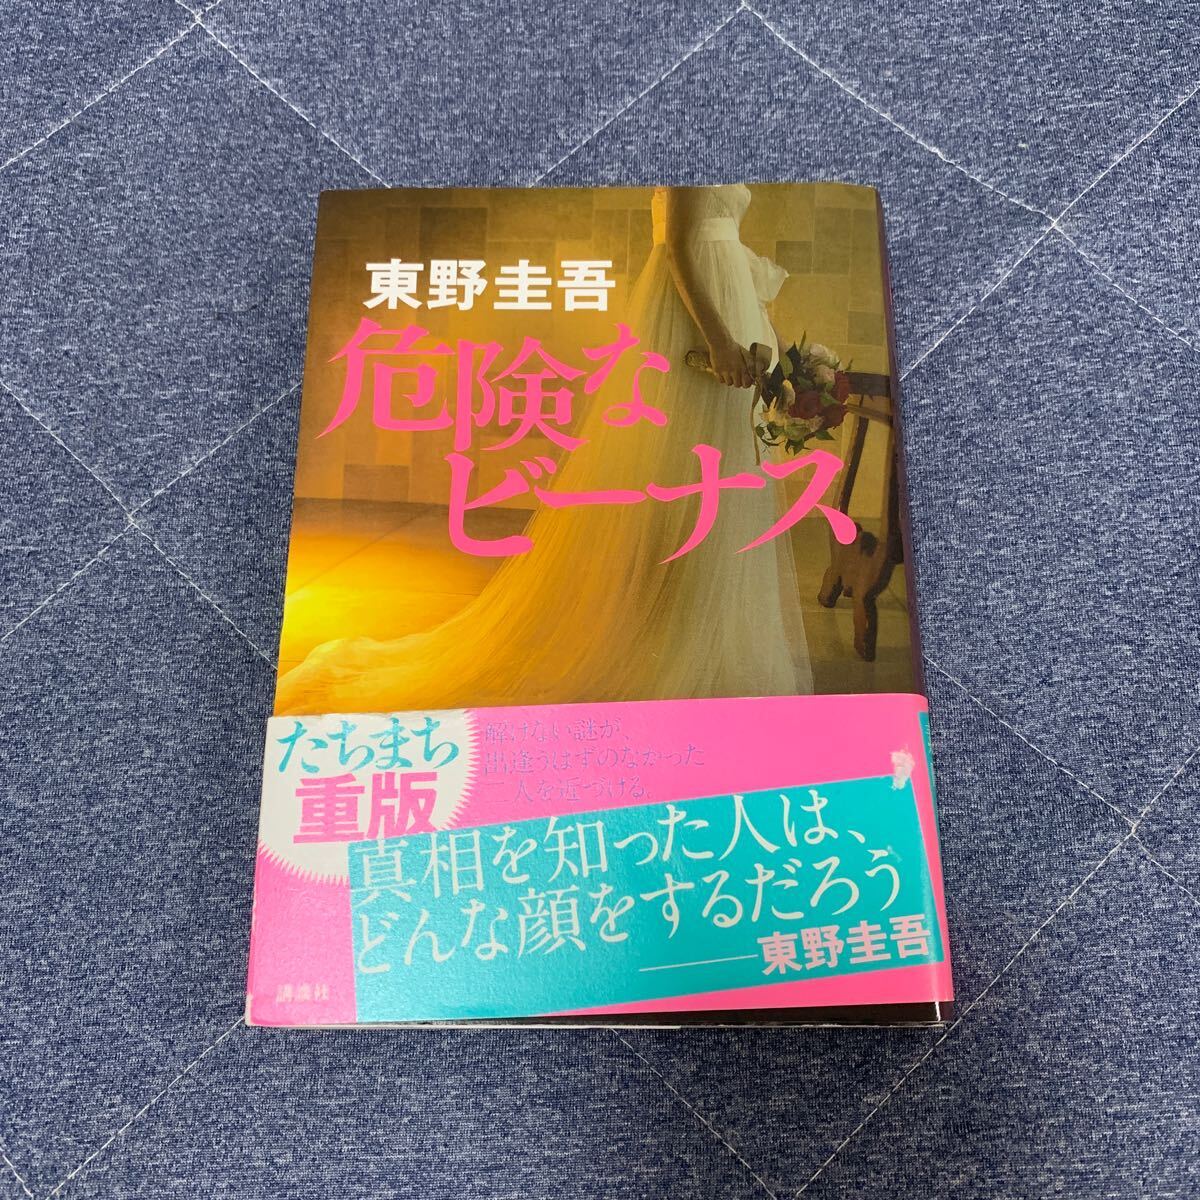 東野圭吾
危険な
ビーナス
たちまち
重版
解けない謎が、
出逢うはずのなかった
二人を近づける。
真相を知った人は、
どんな顔をするだろう
——東野圭吾
講談社